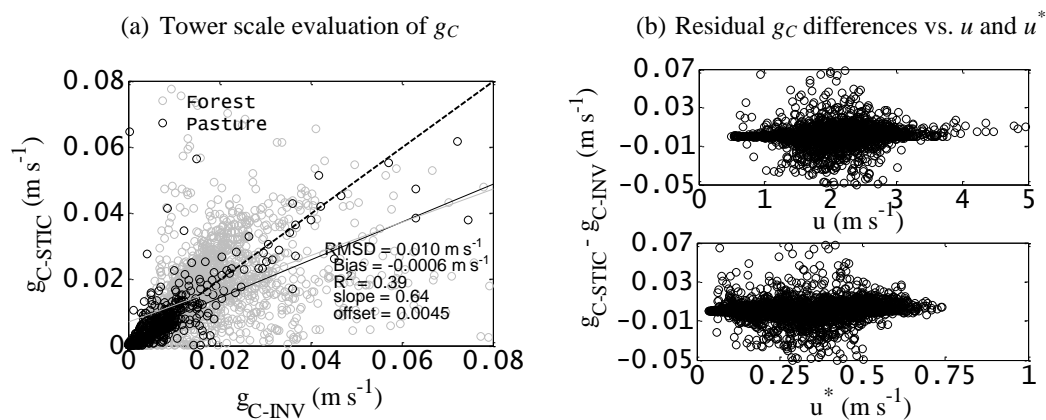 (a) Tower scale evaluation of gC
(b) Residual gC differences vs. u and u*
0.08
0.06
0.04
0.02
0
gC-STIC (m s-1)
Forest
Pasture
RMSD = 0.010 m s-1
Bias = -0.0006 m s-1
R2 = 0.39
slope = 0.64
offset = 0.0045
0 0.02 0.04 0.06 0.08
gC-INV (m s-1)
gC-STIC- gC-INV (m s-1)
0.07
0.03
-0.01
-0.05
0 1 2 3 4 5
u (m s-1)
0.07
0.03
-0.01
-0.05
0 0.25 0.5 0.75 1
u* (m s-1)